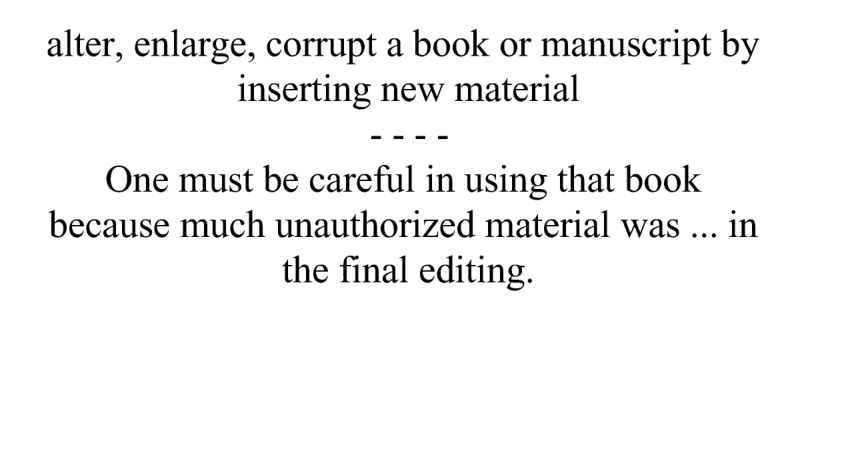 alter, enlarge, corrupt a book or manuscript by
inserting new material
- - - -
One must be careful in using that book
because much unauthorized material was ... in
the final editing.